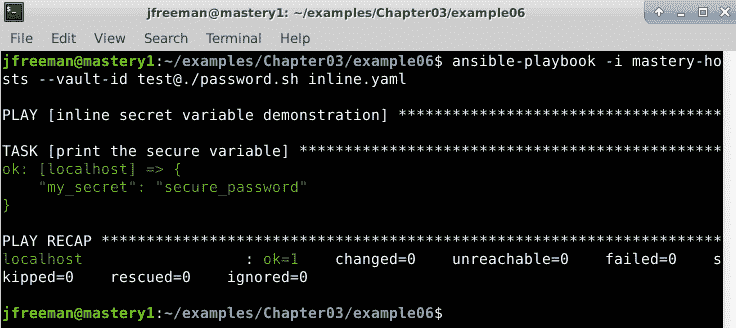 jfreeman@mastery1: ~/examples/Chapter03/example06
File Edit View Search Terminal Help
jfreeman@mastery1:~/examples/Chapter03/example06$ ansible-playbook -i mastery-ho
sts --vault-id test@./password.sh inline.yaml
PLAY [inline secret variable demonstration] ************************************
TASK [print the secure variable] ***********************************************
ok: [localhost] => {
    "my_secret": "secure_password"
}
PLAY RECAP *********************************************************************
localhost                  : ok=1    changed=0    unreachable=0    failed=0    s
kipped=0    rescued=0    ignored=0
jfreeman@mastery1:~/examples/Chapter03/example06$